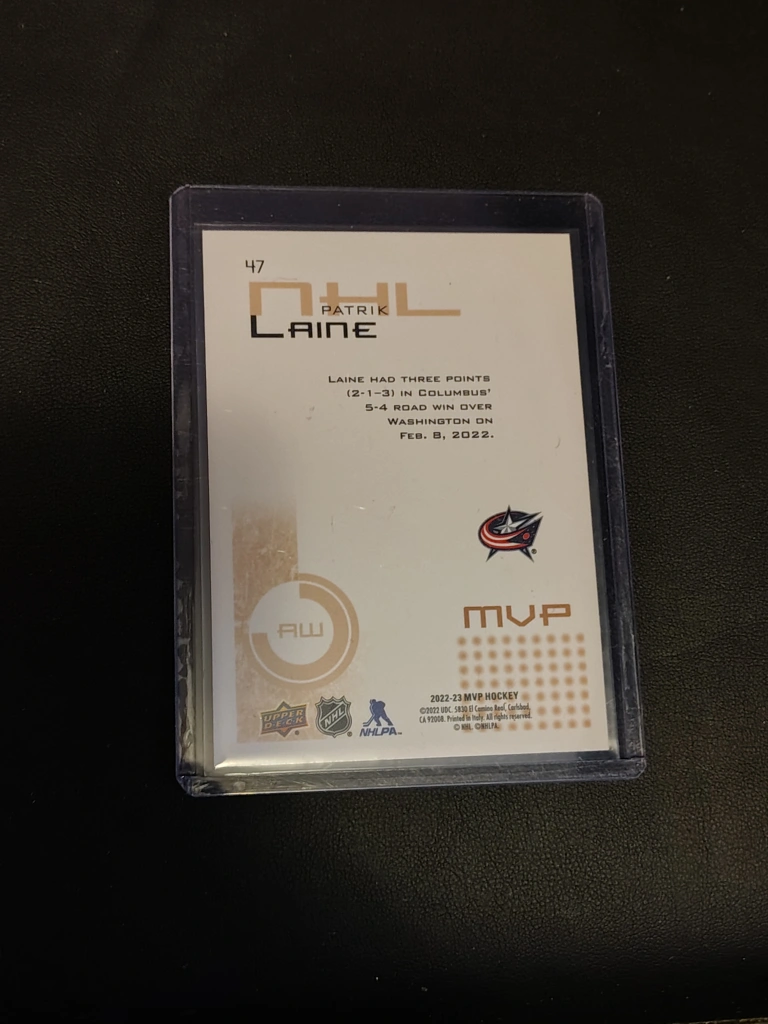 47
NHL
PATRIK
LAINE
LAINE HAD THREE POINTS
(2-1-3) IN COLUMBUS'
5-4 ROAD WIN OVER
WASHINGTON ON
FEB. 8, 2022.
MVP
AW
2022-23 MVP HOCKEY
©2022 UDC. 5830 El Camino Real, Carlsbad,
CA 92008. Printed in Italy. All rights reserved.
© NHL. ©NHLPA.
UPPER
DECK
NHL
NHLPA